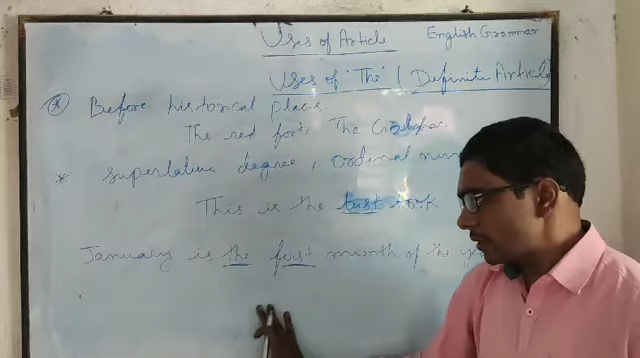 Uses of Article English Grammar
Uses of "The" (Definite Article)
* Before historical places
The red fort, The
* Superlative degree, Ordinal
This is the best book
January is the first month of the